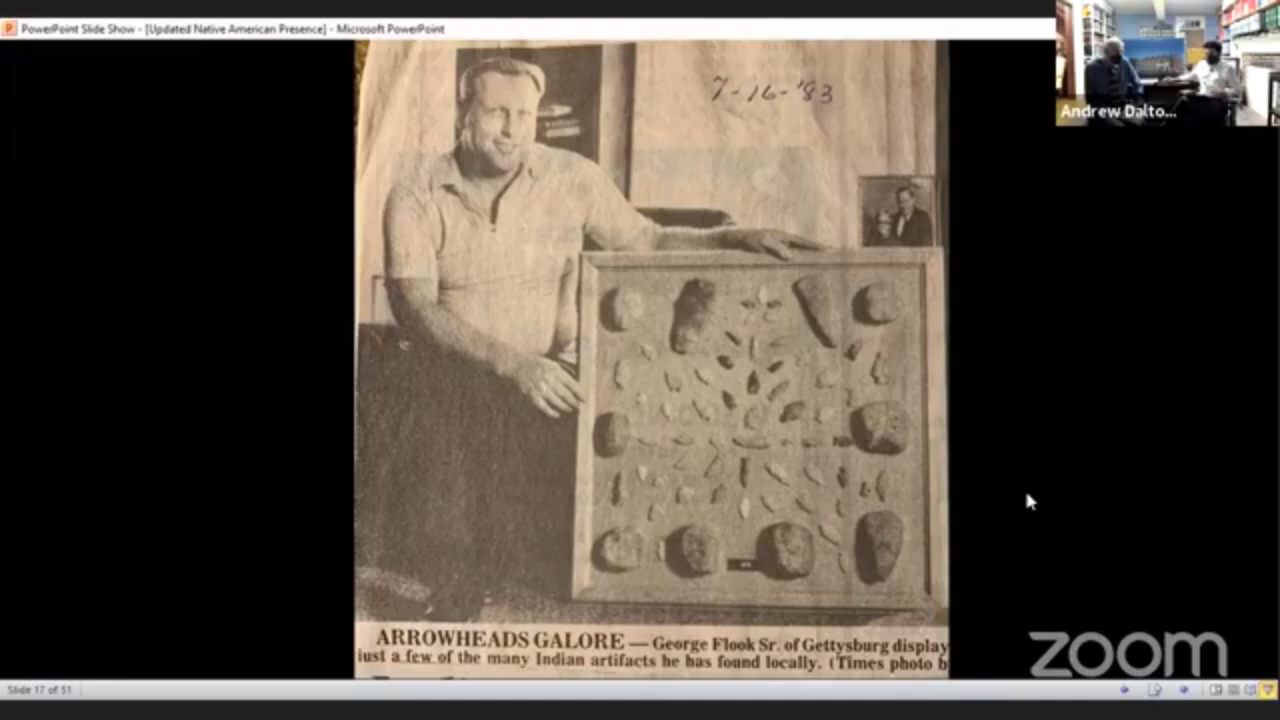 PowerPoint Slide Show - [Updated Native American Presence] - Microsoft PowerPoint
Andrew Dalto...
7-16-'83
ARROWHEADS GALORE — George Flook Sr. of Gettysburg display
just a few of the many Indian artifacts he has found locally. (Times photo b
zoom
Slide 17 of 51